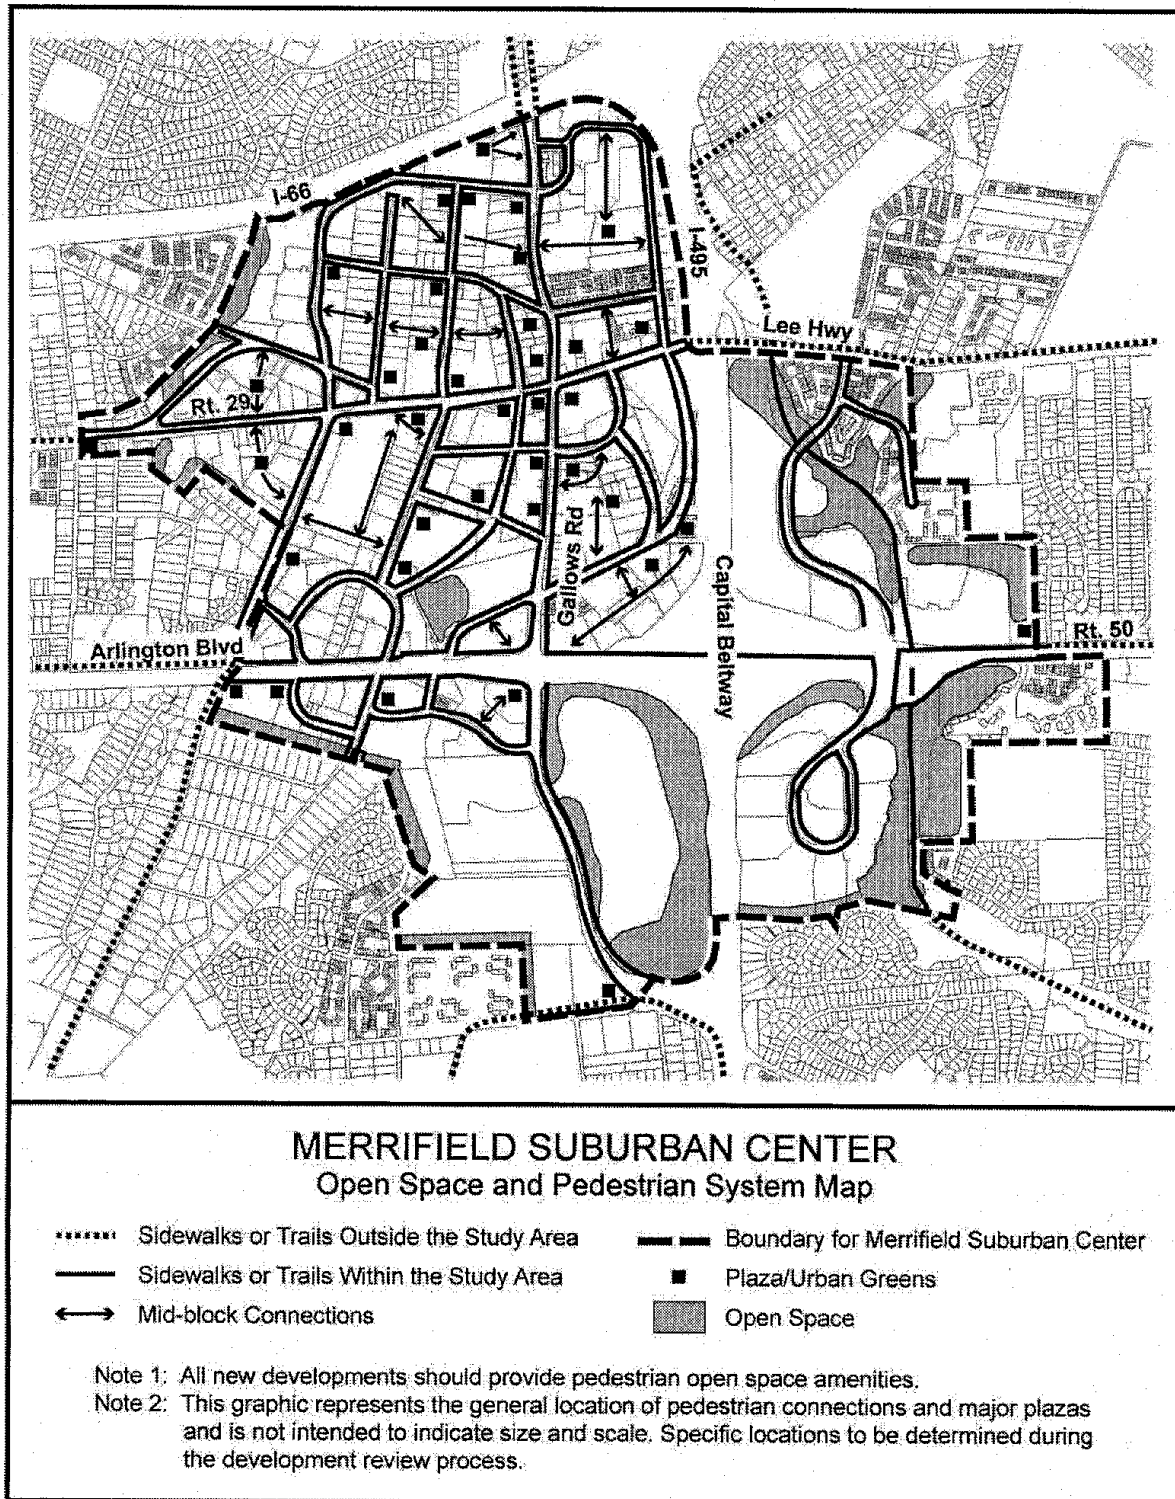 I-66
I-495
Lee Hwy
Rt. 29
Gallows Rd
Capital Beltway
Arlington Blvd
Rt. 50
MERRIFIELD SUBURBAN CENTER
Open Space and Pedestrian System Map
Sidewalks or Trails Outside the Study Area
Boundary for Merrifield Suburban Center
Sidewalks or Trails Within the Study Area
Plaza/Urban Greens
Mid-block Connections
Open Space
Note 1: All new developments should provide pedestrian open space amenities.
Note 2: This graphic represents the general location of pedestrian connections and major plazas
and is not intended to indicate size and scale. Specific locations to be determined during
the development review process.